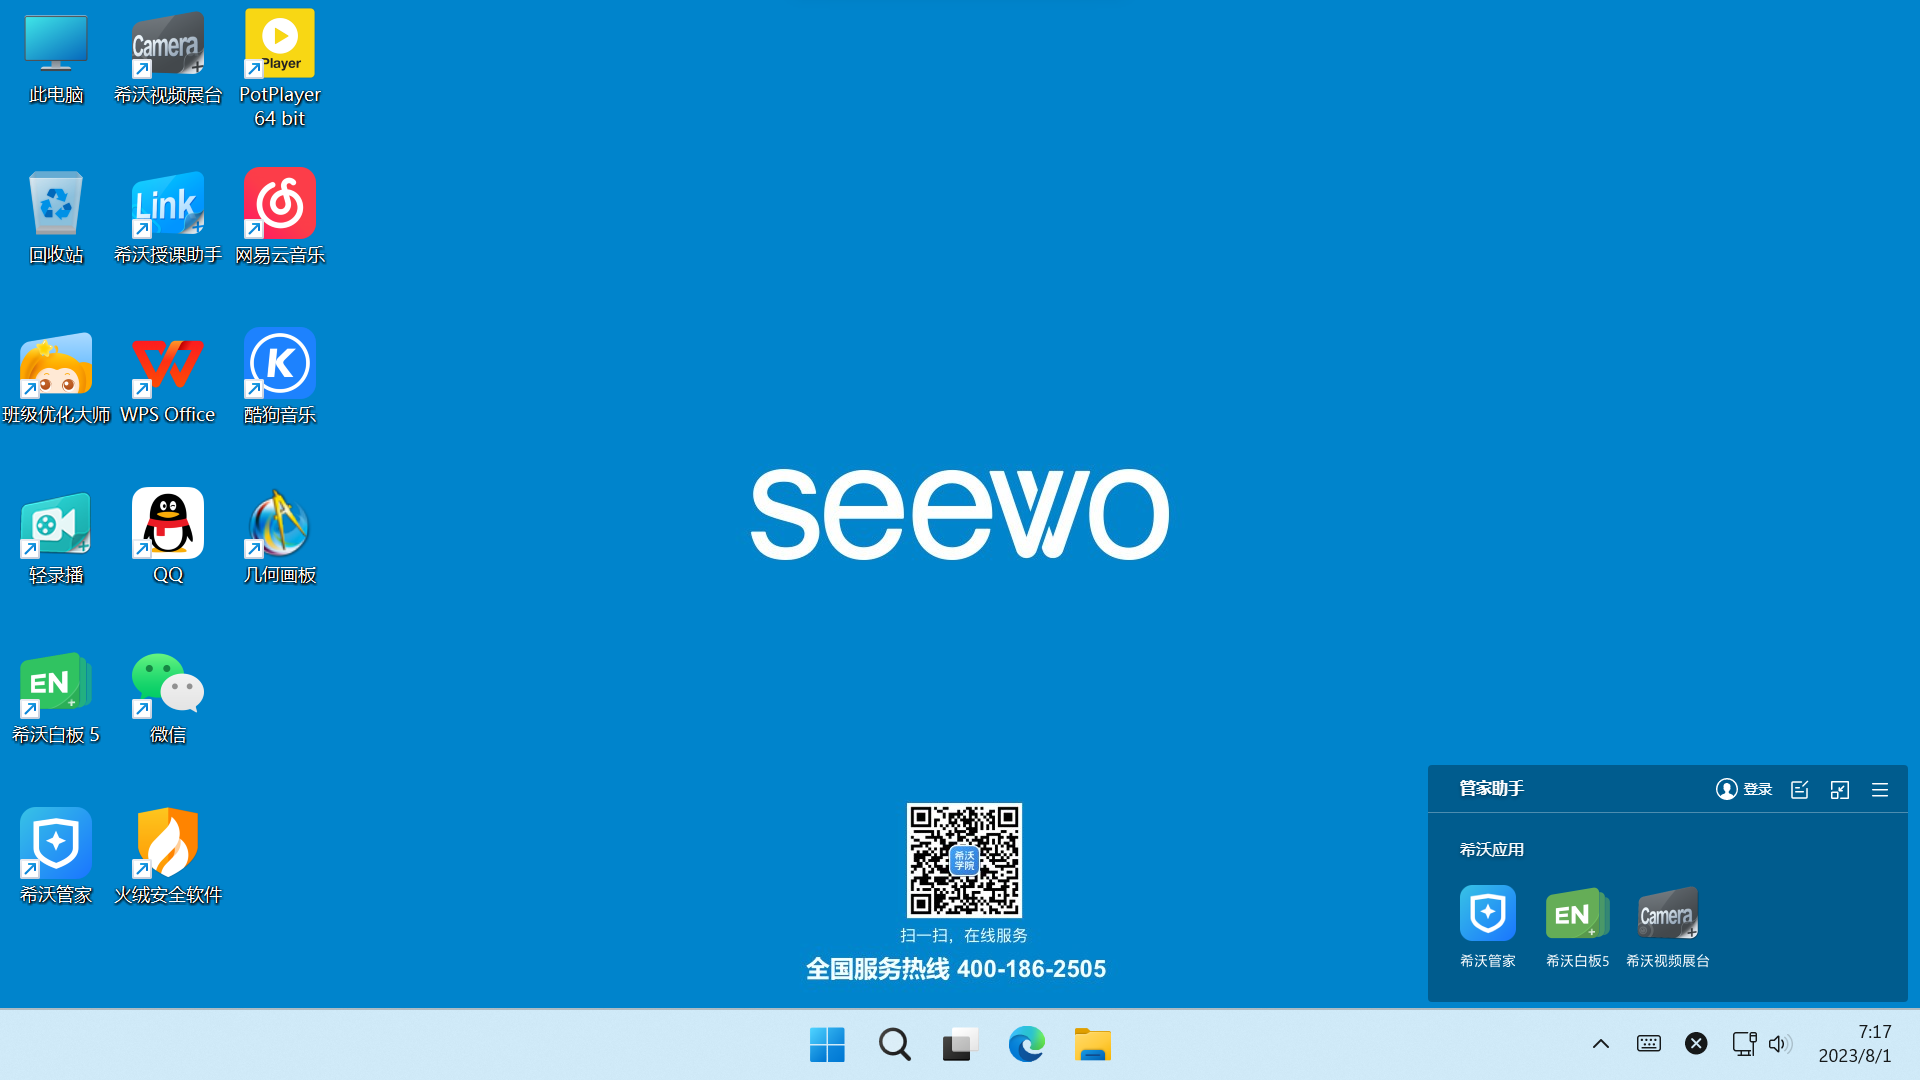 此电脑
Camera
希沃视频展台
Player
PotPlayer
64 bit
回收站
Link
希沃授课助手
网易云音乐
班级优化大师
WPS Office
K
酷狗音乐
轻录播
QQ
几何画板
EN
希沃白板 5
微信
希沃管家
火绒安全软件
seewo
希沃
学院
扫一扫，在线服务
全国服务热线 400-186-2505
管家助手
登录
希沃应用
希沃管家
EN
希沃白板5
Camera
希沃视频展台
7:17
2023/8/1